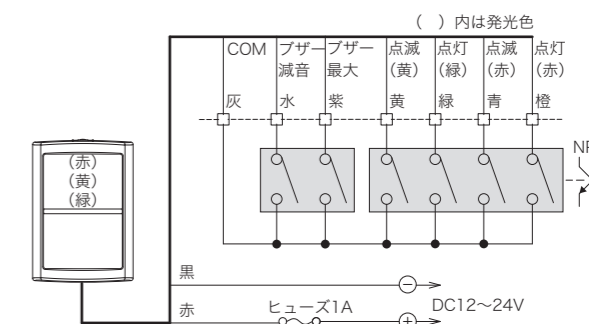 ( )内は発光色
COM ブザー ブザー 点滅 点灯 点滅 点灯
減音 最大 (黄) (緑) (赤) (赤)
灰 水 紫 黄 緑 青 橙
(赤)
(黄)
(緑)
黒
赤 ヒューズ1A DC12〜24V